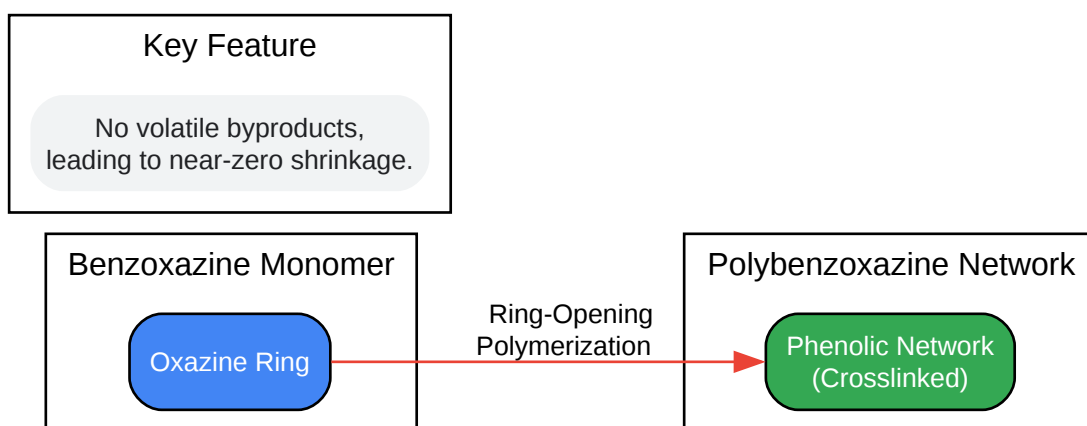 Key Feature
No volatile byproducts,
leading to near-zero shrinkage.
Benzoxazine Monomer
Oxazine Ring
Ring-Opening
Polymerization
Polybenzoxazine Network
Phenolic Network
(Crosslinked)